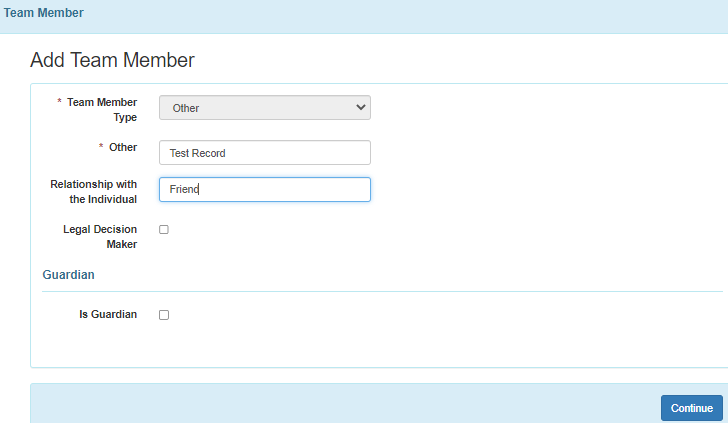 Team Member
Add Team Member
* Team Member
Type
Other
* Other
Test Record
Relationship with
the Individual
Friend
Legal Decision
Maker
Guardian
Is Guardian
Continue